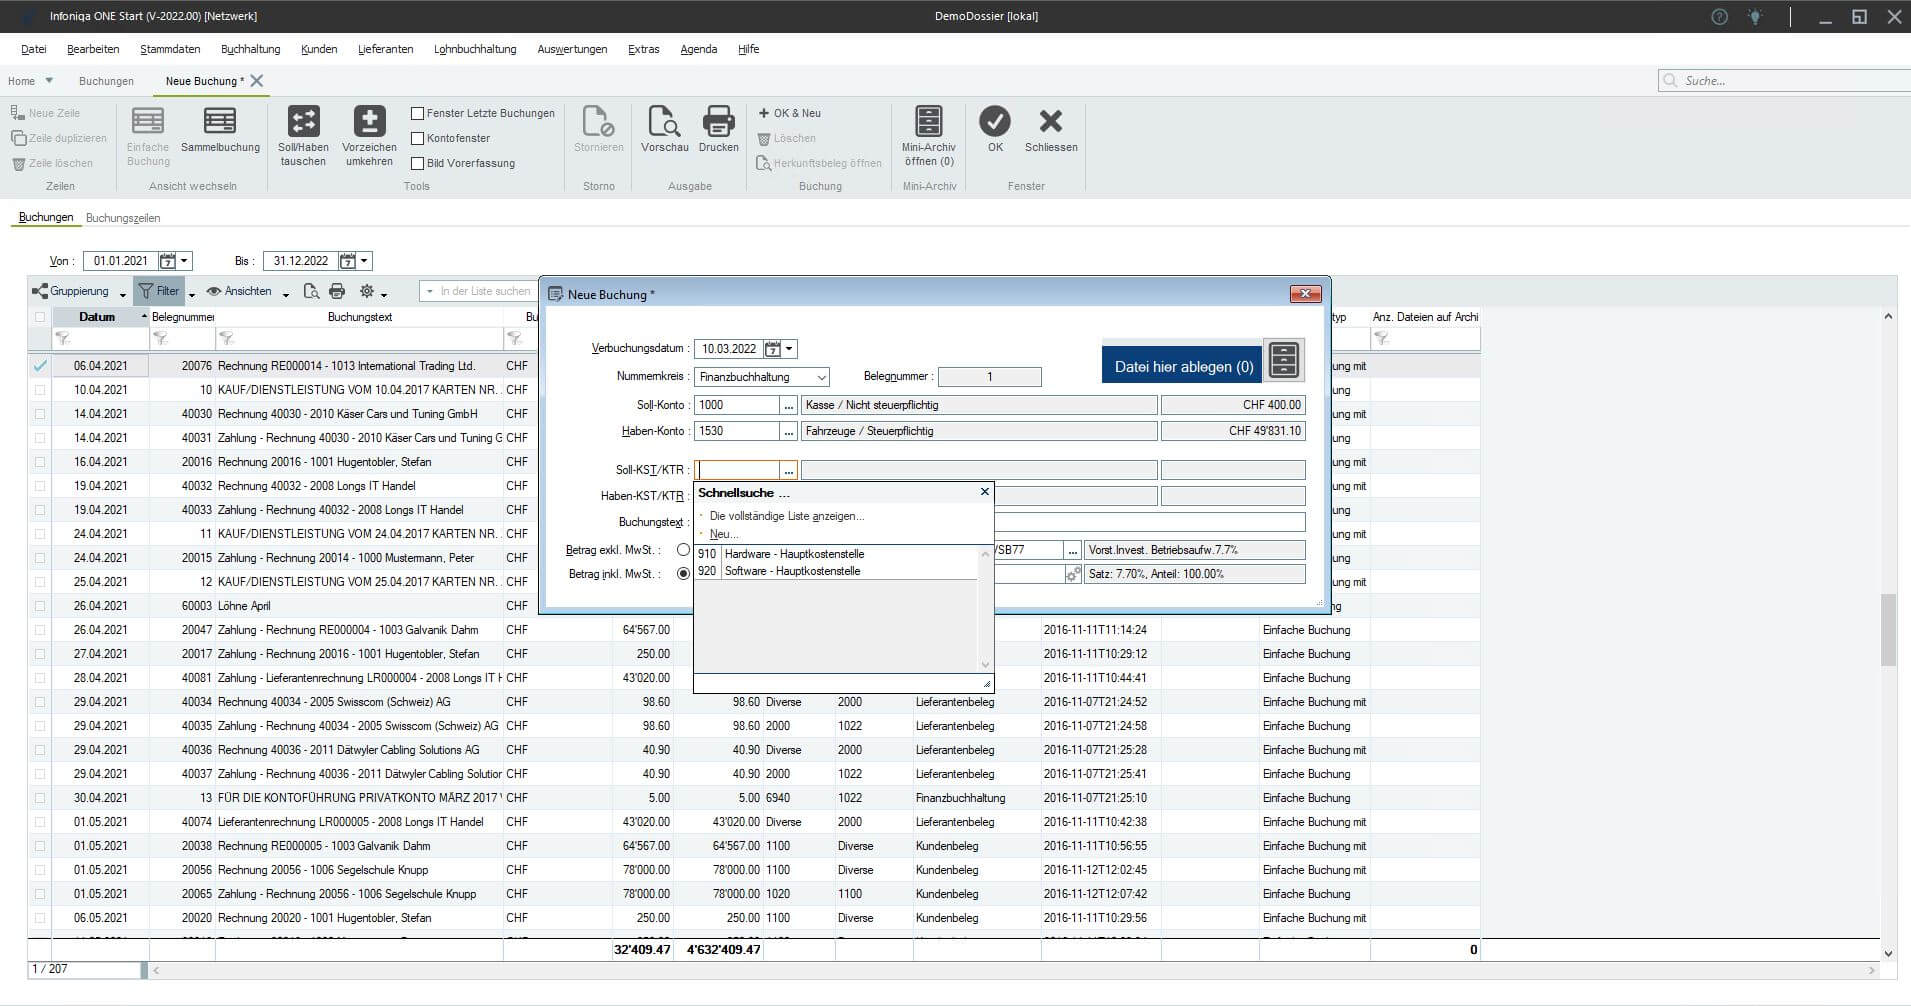 Infoniqa ONE Start (V-2022.00) [Netzwerk] DemoDossier [lokal]
Datei Bearbeiten Stammdaten Buchhaltung Kunden Lieferanten Lohnbuchhaltung Auswertungen Extras Agenda Hilfe
Home Buchungen Neue Buchung * Suche...
Neue Zeile
Zeile duplizieren
Zeile löschen
Zeilen
Einfache Buchung
Sammelbuchung
Ansicht wechseln
Soll/Haben tauschen
Vorzeichen umkehren
Fenster Letzte Buchungen
Kontofenster
Bild Vorerfassung
Tools
Stornieren
Storno
Vorschau Drucken
Ausgabe
OK & Neu
Löschen
Herkunftsbeleg öffnen
Buchung
Mini-Archiv öffnen (0)
Mini-Archiv
OK Schliessen
Fenster
Buchungen Buchungszeilen
Von : 01.01.2021 7 Bis : 31.12.2022 7
Gruppierung Filter Ansichten In der Liste suchen
Datum Belegnummer Buchungstext Bu typ Anz. Dateien auf Archi
06.04.2021 20076 Rechnung RE000014 - 1013 International Trading Ltd. CHF ung mit
10.04.2021 10 KAUF/DIENSTLEISTUNG VOM 10.04.2017 KARTEN NR. CHF ung
14.04.2021 40030 Rechnung 40030 - 2010 Käser Cars und Tuning GmbH CHF ung mit
14.04.2021 40031 Zahlung - Rechnung 40030 - 2010 Käser Cars und Tuning G CHF ung
16.04.2021 20016 Rechnung 20016 - 1001 Hugentobler, Stefan CHF ung mit
19.04.2021 40032 Rechnung 40032 - 2008 Longs IT Handel CHF ung mit
19.04.2021 40033 Zahlung - Rechnung 40032 - 2008 Longs IT Handel CHF ung
24.04.2021 11 KAUF/DIENSTLEISTUNG VOM 24.04.2017 KARTEN NR. CHF ung mit
24.04.2021 20015 Zahlung - Rechnung 20014 - 1000 Mustermann, Peter CHF ung
25.04.2021 12 KAUF/DIENSTLEISTUNG VOM 25.04.2017 KARTEN NR. CHF ung mit
26.04.2021 60003 Löhne April CHF ng
26.04.2021 20047 Zahlung - Rechnung RE000004 - 1003 Galvanik Dahm CHF 64'567.00 2016-11-11T11:14:24 Einfache Buchung
27.04.2021 20017 Zahlung - Rechnung 20016 - 1001 Hugentobler, Stefan CHF 250.00 2016-11-11T10:29:12 Einfache Buchung
28.04.2021 40081 Zahlung - Lieferantenrechnung LR000004 - 2008 Longs IT H CHF 43'020.00 2016-11-11T10:44:41 Einfache Buchung
29.04.2021 40034 Rechnung 40034 - 2005 Swisscom (Schweiz) AG CHF 98.60 98.60 Diverse 2000 Lieferantenbeleg 2016-11-07T21:24:52 Einfache Buchung mit
29.04.2021 40035 Zahlung - Rechnung 40034 - 2005 Swisscom (Schweiz) AG CHF 98.60 98.60 2000 1022 Lieferantenbeleg 2016-11-07T21:24:58 Einfache Buchung
29.04.2021 40036 Rechnung 40036 - 2011 Dätwyler Cabling Solutions AG CHF 40.90 40.90 Diverse 2000 Lieferantenbeleg 2016-11-07T21:25:28 Einfache Buchung mit
29.04.2021 40037 Zahlung - Rechnung 40036 - 2011 Dätwyler Cabling Solution CHF 40.90 40.90 2000 1022 Lieferantenbeleg 2016-11-07T21:25:41 Einfache Buchung
30.04.2021 13 FÜR DIE KONTOFÜHRUNG PRIVATKONTO MÄRZ 2017 CHF 5.00 5.00 6940 1022 Finanzbuchhaltung 2016-11-07T21:25:10 Einfache Buchung
01.05.2021 40074 Lieferantenrechnung LR000005 - 2008 Longs IT Handel CHF 43'020.00 43'020.00 Diverse 2000 Lieferantenbeleg 2016-11-11T10:42:38 Einfache Buchung mit
01.05.2021 20038 Rechnung RE000005 - 1003 Galvanik Dahm CHF 64'567.00 64'567.00 1100 Diverse Kundenbeleg 2016-11-11T10:56:55 Einfache Buchung mit
01.05.2021 20056 Rechnung 20056 - 1006 Segelschule Knupp CHF 78'000.00 78'000.00 1100 Diverse Kundenbeleg 2016-11-12T12:02:45 Einfache Buchung mit
01.05.2021 20065 Zahlung - Rechnung 20056 - 1006 Segelschule Knupp CHF 78'000.00 78'000.00 1020 1100 Kundenbeleg 2016-11-12T12:07:42 Einfache Buchung
06.05.2021 20020 Rechnung 20020 - 1001 Hugentobler, Stefan CHF 250.00 250.00 1100 Diverse Kundenbeleg 2016-11-11T10:29:56 Einfache Buchung mit
32'409.47 4'632'409.47 0
1 / 207
Neue Buchung *
Verbuchungsdatum : 10.03.2022 7 Datei hier ablegen (0)
Nummernkreis : Finanzbuchhaltung Belegnummer : 1
Soll-Konto : 1000 ... Kasse / Nicht steuerpflichtig CHF 400.00
Haben-Konto : 1530 ... Fahrzeuge / Steuerpflichtig CHF 49'831.10
Soll-KST/KTR : ...
Haben-KST/KTR :
Buchungstext :
Betrag exkl. MwSt. : /SB77 ... Vorst.Invest. Betriebsaufw.7.7%
Betrag inkl. MwSt. : Satz: 7.70%, Anteil: 100.00%
Schnellsuche ...
Die vollständige Liste anzeigen...
Neu...
910 Hardware - Hauptkostenstelle
920 Software - Hauptkostenstelle